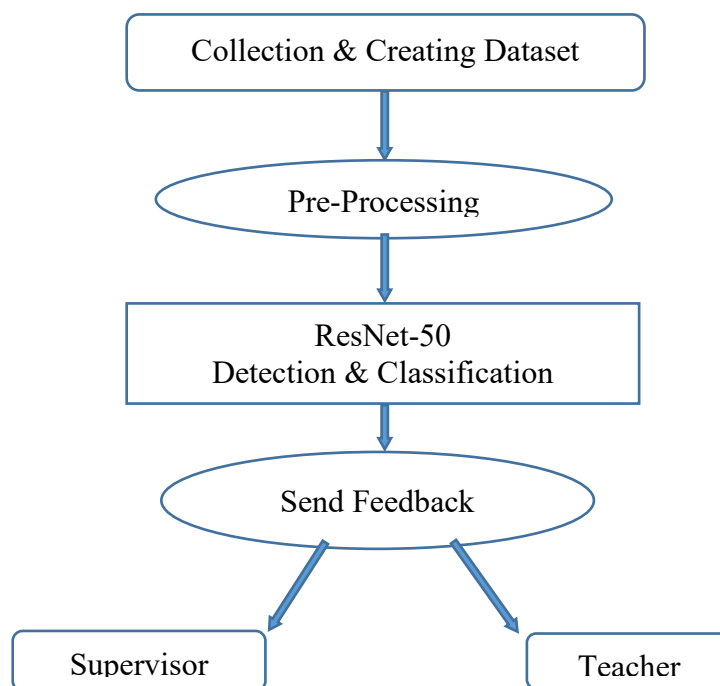 Collection & Creating Dataset
Pre-Processing
ResNet-50
Detection & Classification
Send Feedback
Supervisor
Teacher